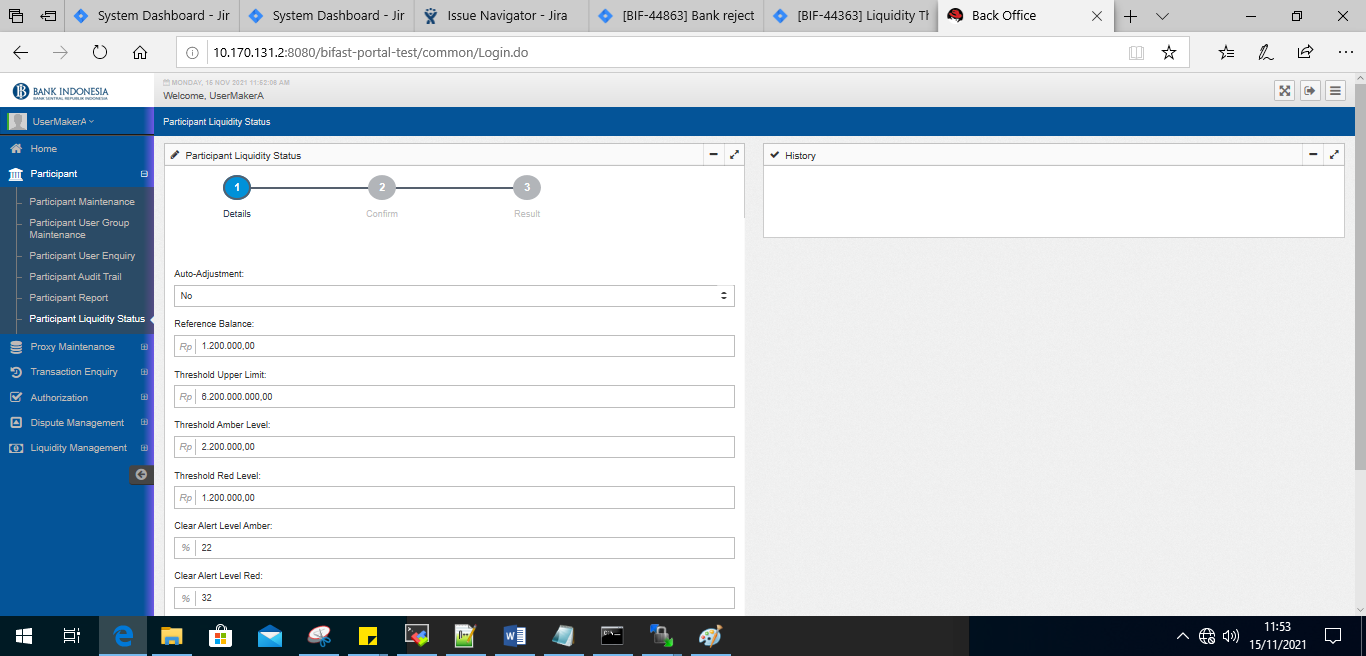 System Dashboard - Jir
System Dashboard - Jir
Issue Navigator - Jira
[BIF-44863] Bank reject
[BIF-44363] Liquidity Th
Back Office
10.170.131.2:8080/bifast-portal-test/common/Login.do
BANK INDONESIA
BANK SENTRAL REPUBLIK INDONESIA
MONDAY, 15 NOV 2021 11:52:09 AM
Welcome, UserMakerA
UserMakerA
Participant Liquidity Status
Home
Participant
Participant Maintenance
Participant User Group
Maintenance
Participant User Enquiry
Participant Audit Trail
Participant Report
Participant Liquidity Status
Proxy Maintenance
Transaction Enquiry
Authorization
Dispute Management
Liquidity Management
Participant Liquidity Status
1
2
3
Details
Confirm
Result
Auto-Adjustment:
No
Reference Balance:
Rp 1.200.000,00
Threshold Upper Limit:
Rp 6.200.000.000,00
Threshold Amber Level:
Rp 2.200.000,00
Threshold Red Level:
Rp 1.200.000,00
Clear Alert Level Amber:
% 22
Clear Alert Level Red:
% 32
History
11:53
15/11/2021